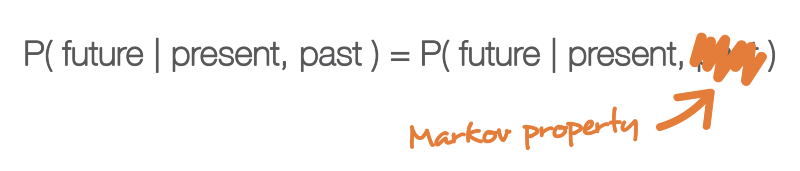 P( future | present, past ) = P( future | present, )
Markov property